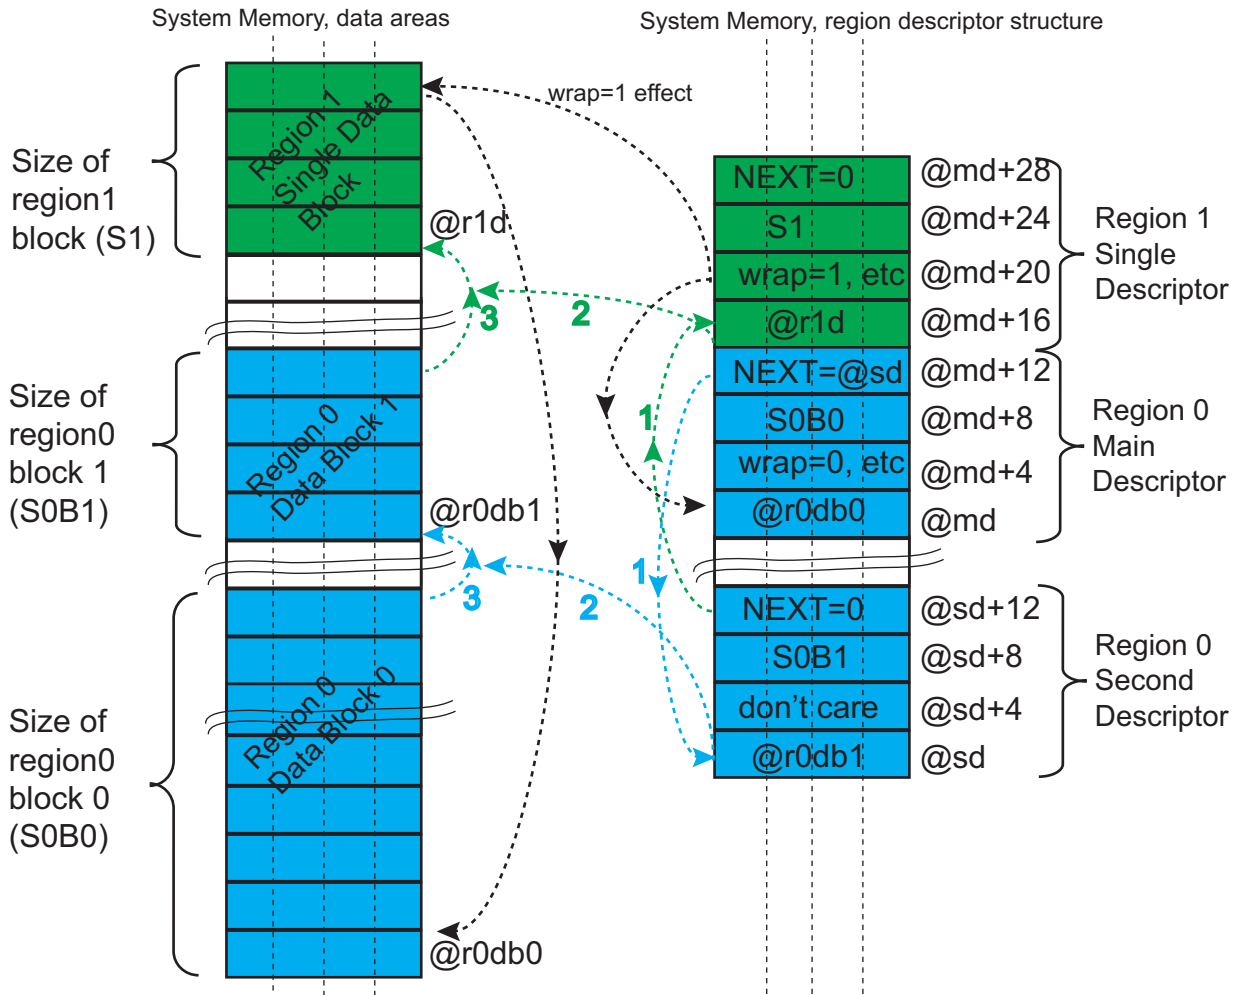 System Memory, data areas
System Memory, region descriptor structure
wrap=1 effect
Size of
region1
block (S1)
Region 1
Single Data
Block
@r1d
3
2
1
Size of
region0
block 1
(S0B1)
Region 0
Data Block 1
@r0db1
3
2
1
Size of
region0
block 0
(S0B0)
Region 0
Data Block 0
@r0db0
NEXT=0
@md+28
S1
@md+24
wrap=1, etc
@md+20
@r1d
@md+16
Region 1
Single
Descriptor
NEXT=@sd
@md+12
S0B0
@md+8
wrap=0, etc
@md+4
@r0db0
@md
Region 0
Main
Descriptor
NEXT=0
@sd+12
S0B1
@sd+8
don't care
@sd+4
@r0db1
@sd
Region 0
Second
Descriptor